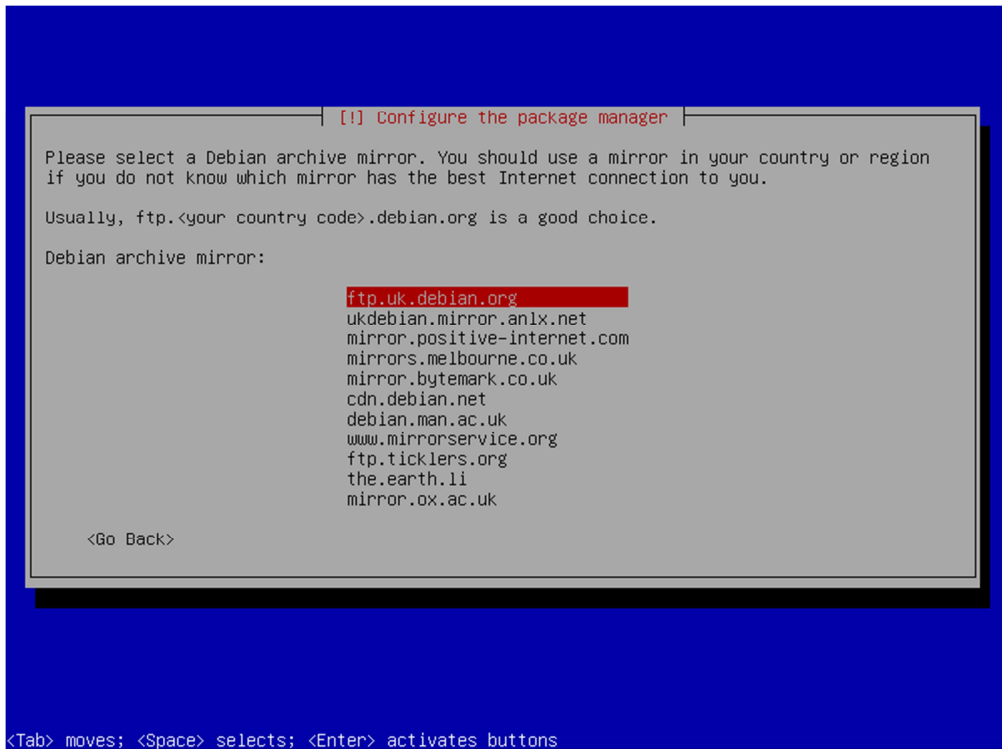 [!] Configure the package manager
Please select a Debian archive mirror. You should use a mirror in your country or region
if you do not know which mirror has the best Internet connection to you.
Usually, ftp.<your country code>.debian.org is a good choice.
Debian archive mirror:
ftp.uk.debian.org
ukdebian.mirror.anlx.net
mirror.positive-internet.com
mirrors.melbourne.co.uk
mirror.bytemark.co.uk
cdn.debian.net
debian.man.ac.uk
www.mirrorservice.org
ftp.ticklers.org
the.earth.li
mirror.ox.ac.uk
<Go Back>
<Tab> moves; <Space> selects; <Enter> activates buttons